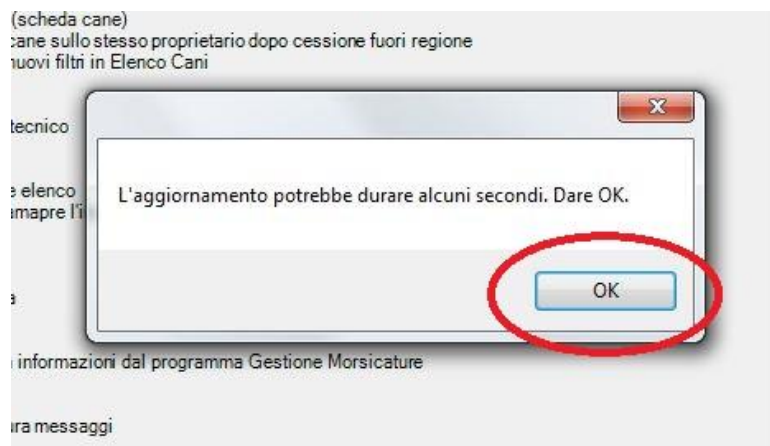 (scheda cane)
cane sullo stesso proprietario dopo cessione fuori regione
nuovi filtri in Elenco Cani
tecnico
e elenco
amapre l'i
L'aggiornamento potrebbe durare alcuni secondi. Dare OK.
OK
a
informazioni dal programma Gestione Morsicature
ura messaggi